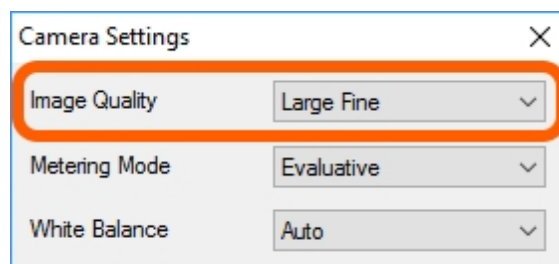 Camera Settings
Image Quality Large Fine
Metering Mode Evaluative
White Balance Auto